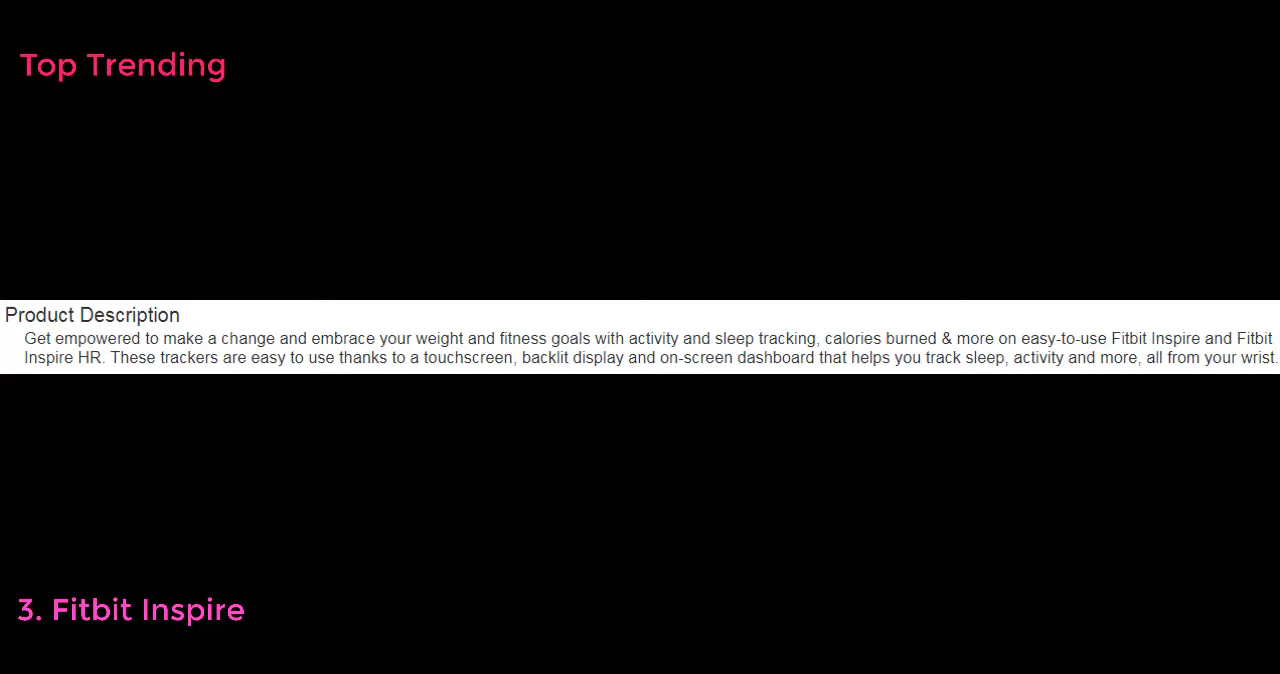 Top Trending
Product Description
Get empowered to make a change and embrace your weight and fitness goals with activity and sleep tracking, calories burned & more on easy-to-use Fitbit Inspire and Fitbit
Inspire HR. These trackers are easy to use thanks to a touchscreen, backlit display and on-screen dashboard that helps you track sleep, activity and more, all from your wrist.
3. Fitbit Inspire